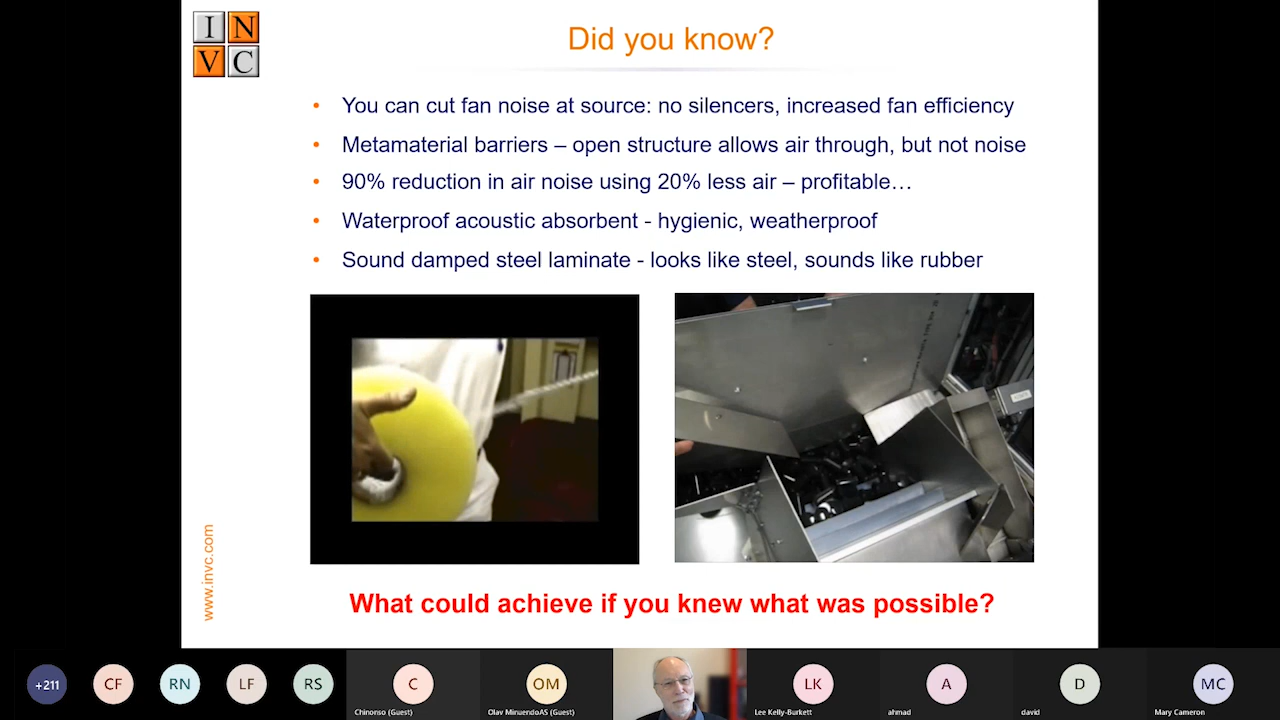 I N
V C
Did you know?
• You can cut fan noise at source: no silencers, increased fan efficiency
• Metamaterial barriers – open structure allows air through, but not noise
• 90% reduction in air noise using 20% less air – profitable…
• Waterproof acoustic absorbent - hygienic, weatherproof
• Sound damped steel laminate - looks like steel, sounds like rubber
www.invc.com
What could achieve if you knew what was possible?
+211 CF RN LF RS C OM LK A D MC
Chinonso (Guest) Olav MinuendoAS (Guest) Lee Kelly-Burkett ahmad david Mary Cameron